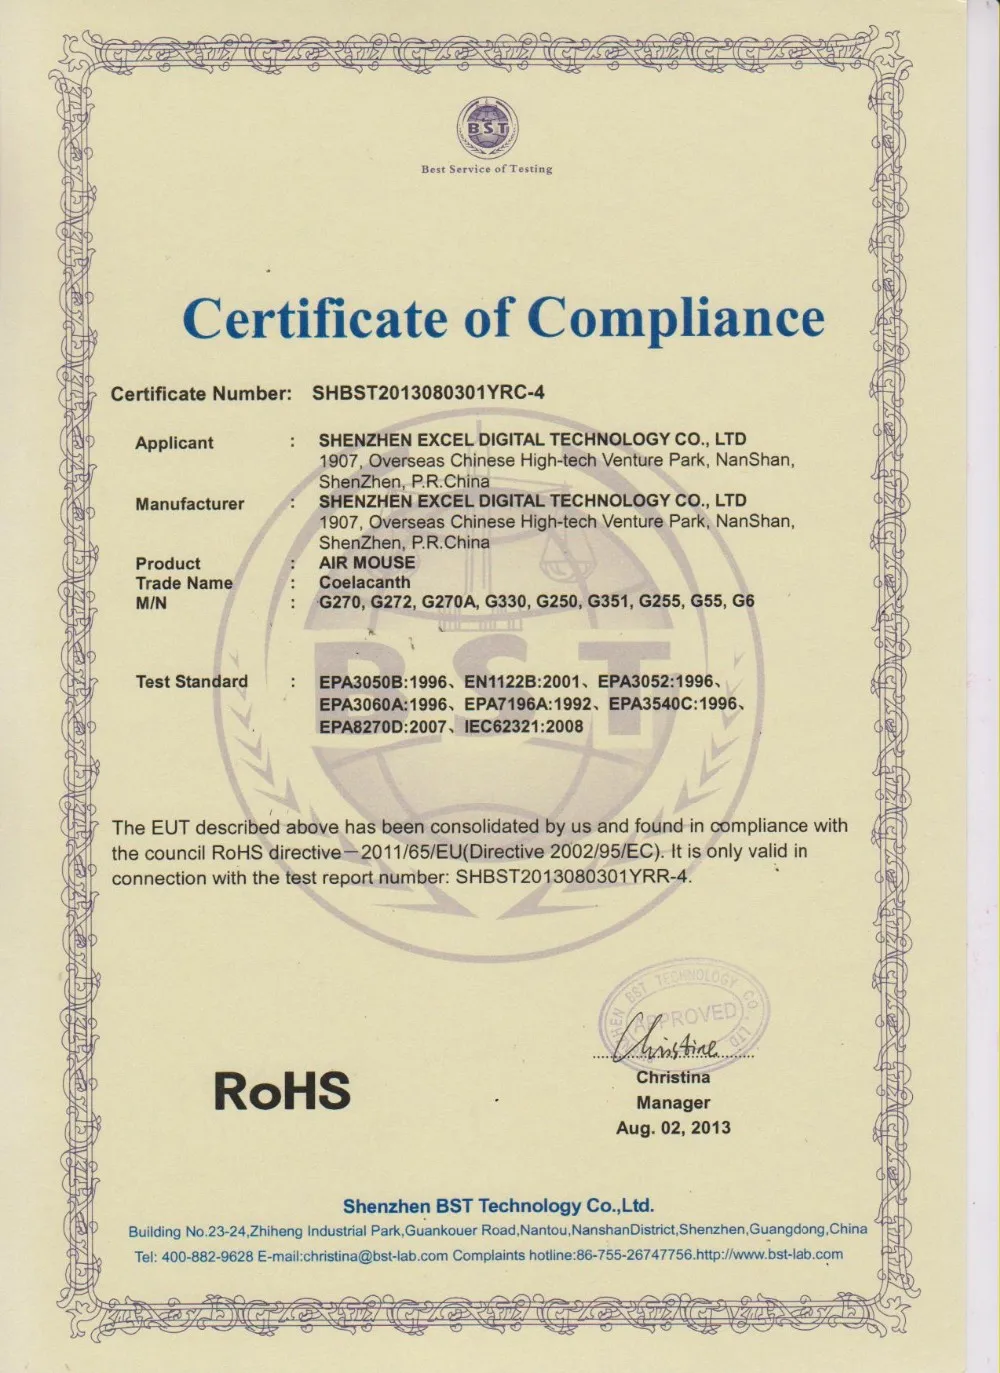 BST
Best Service of Testing
Certificate of Compliance
Certificate Number: SHBST2013080301YRC-4
Applicant : SHENZHEN EXCEL DIGITAL TECHNOLOGY CO., LTD
1907, Overseas Chinese High-tech Venture Park, NanShan,
ShenZhen, P.R.China
Manufacturer : SHENZHEN EXCEL DIGITAL TECHNOLOGY CO., LTD
1907, Overseas Chinese High-tech Venture Park, NanShan,
ShenZhen, P.R.China
Product : AIR MOUSE
Trade Name : Coelacanth
M/N : G270, G272, G270A, G330, G250, G351, G255, G55, G6
BST
Test Standard : EPA3050B:1996、EN1122B:2001、EPA3052:1996、
EPA3060A:1996、EPA7196A:1992、EPA3540C:1996、
EPA8270D:2007、IEC62321:2008
The EUT described above has been consolidated by us and found in compliance with
the council RoHS directive—2011/65/EU(Directive 2002/95/EC). It is only valid in
connection with the test report number: SHBST2013080301YRR-4.
BST TECHNOLOGY CO., LTD
APPROVED
Christine
RoHS
Christina
Manager
Aug. 02, 2013
Shenzhen BST Technology Co.,Ltd.
Building No.23-24,Zhiheng Industrial Park,Guankouer Road,Nantou,NanshanDistrict,Shenzhen,Guangdong,China
Tel: 400-882-9628 E-mail:christina@bst-lab.com Complaints hotline:86-755-26747756.http://www.bst-lab.com